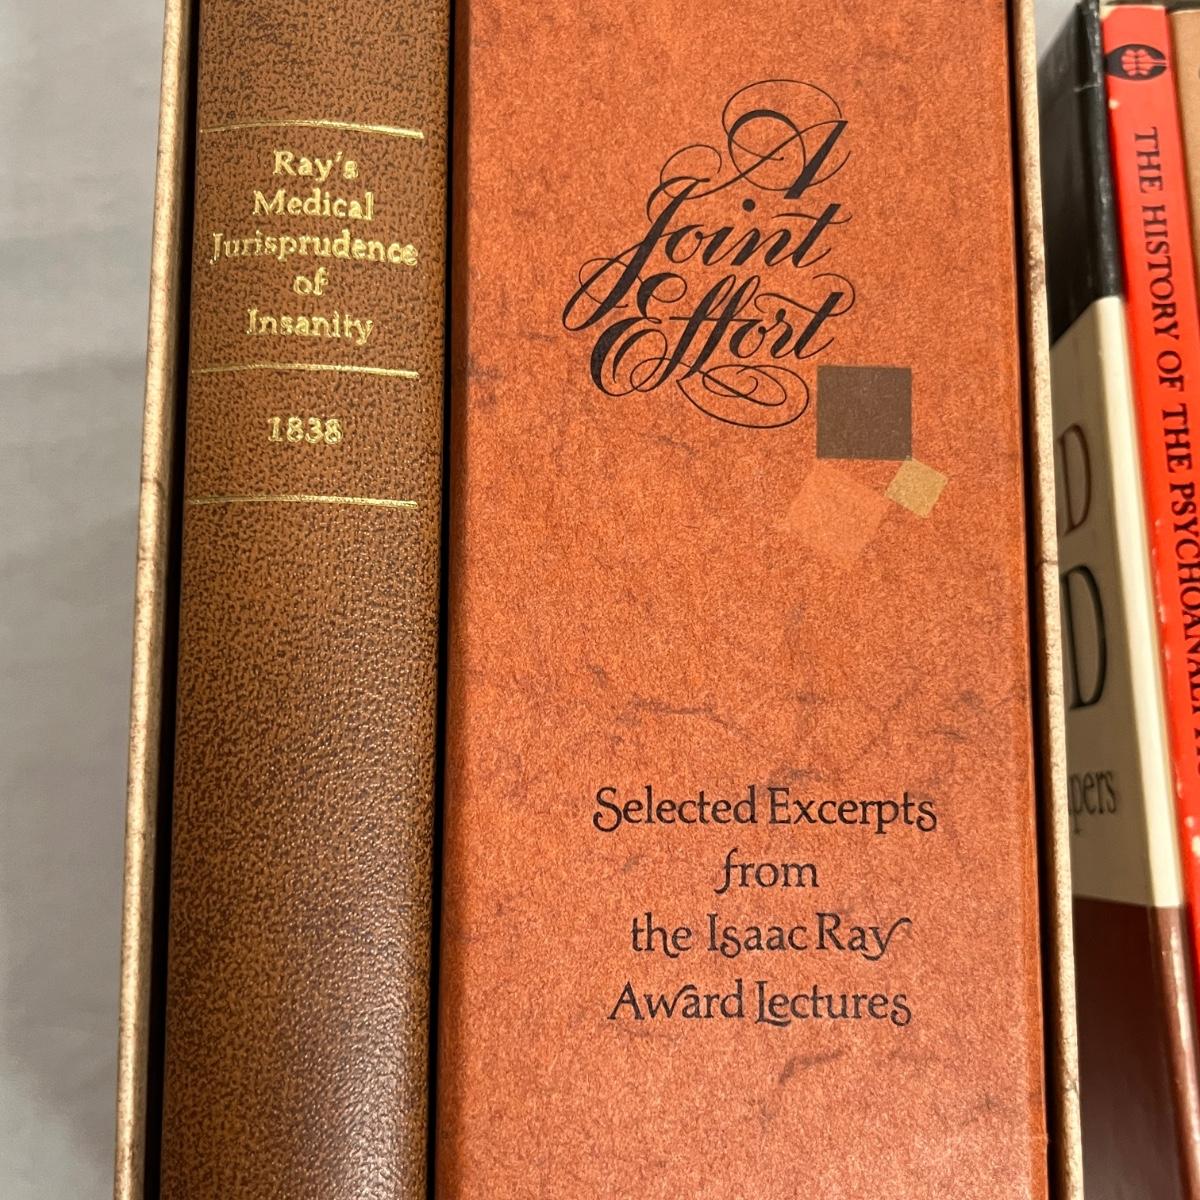 Ray's
Medical
Jurisprudence
of
Insanity
1838
A
Joint
Effort
Selected Excerpts
from
the Isaac Ray
Award Lectures
D
D
pers
THE HISTORY OF THE